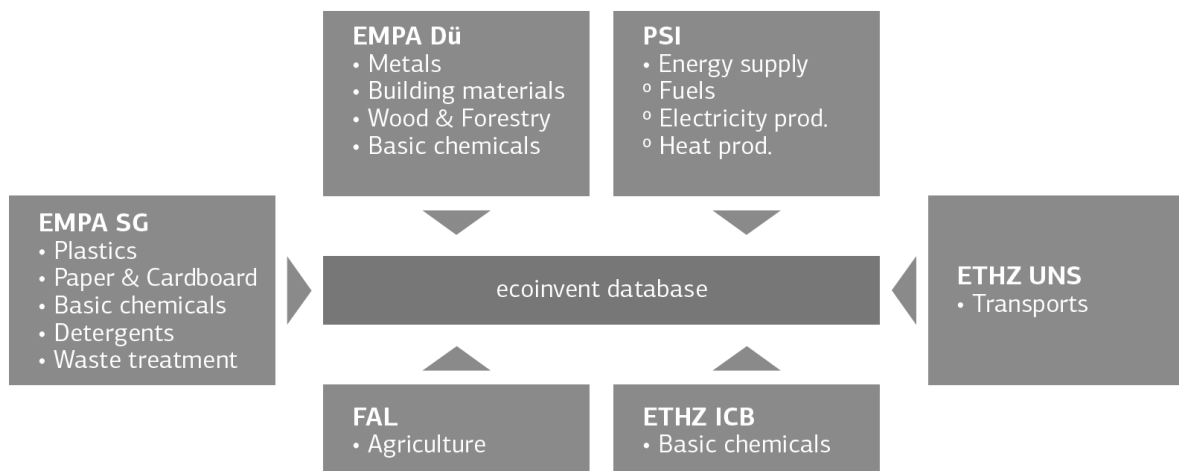 EMPA Dü
• Metals
• Building materials
• Wood & Forestry
• Basic chemicals
PSI
• Energy supply
º Fuels
º Electricity prod.
º Heat prod.
EMPA SG
• Plastics
• Paper & Cardboard
• Basic chemicals
• Detergents
• Waste treatment
ecoinvent database
ETHZ UNS
• Transports
FAL
• Agriculture
ETHZ ICB
• Basic chemicals